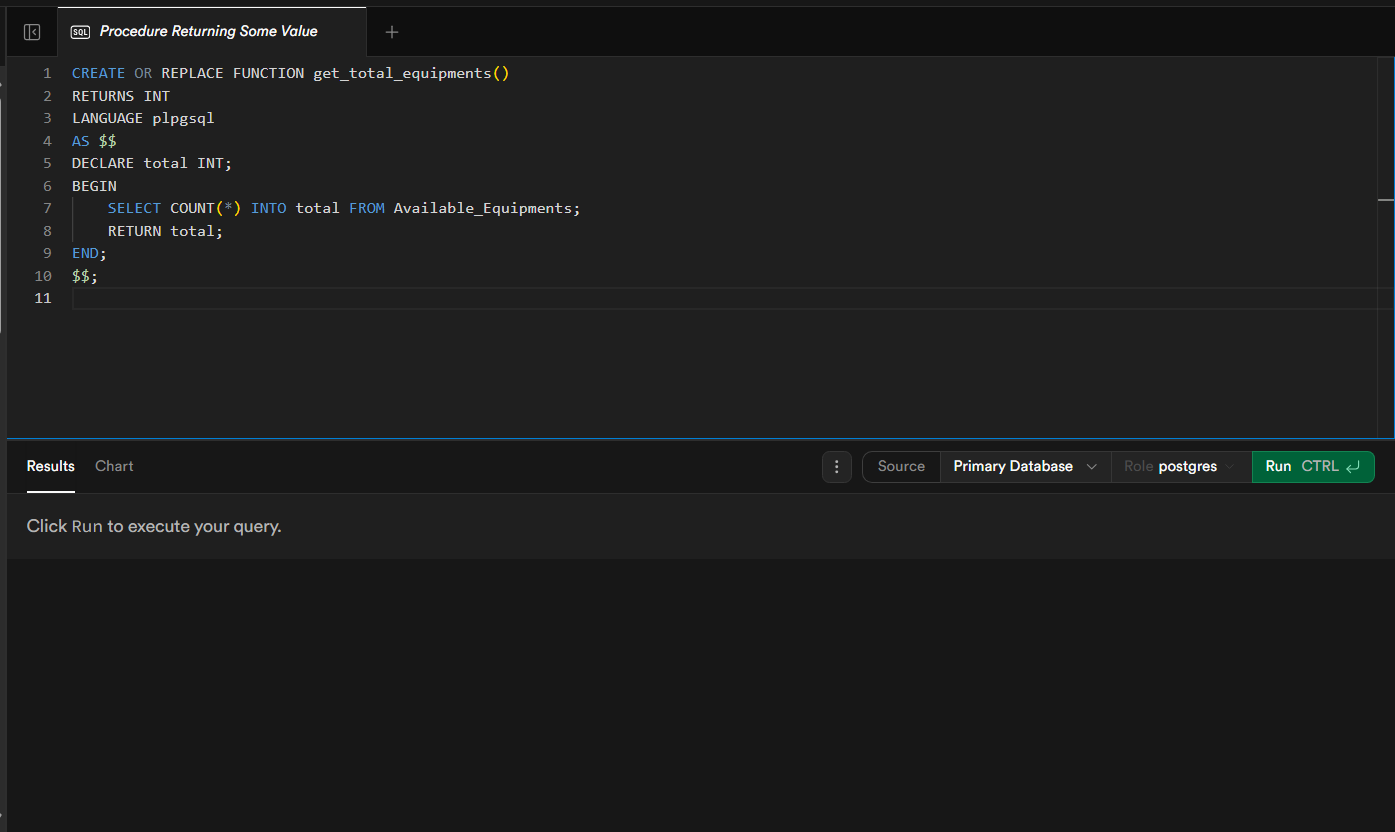 SQL Procedure Returning Some Value
1 CREATE OR REPLACE FUNCTION get_total_equipments()
2 RETURNS INT
3 LANGUAGE plpgsql
4 AS $$
5 DECLARE total INT;
6 BEGIN
7     SELECT COUNT(*) INTO total FROM Available_Equipments;
8     RETURN total;
9 END;
10 $$;
11
Results Chart Source Primary Database Role postgres Run CTRL
Click Run to execute your query.